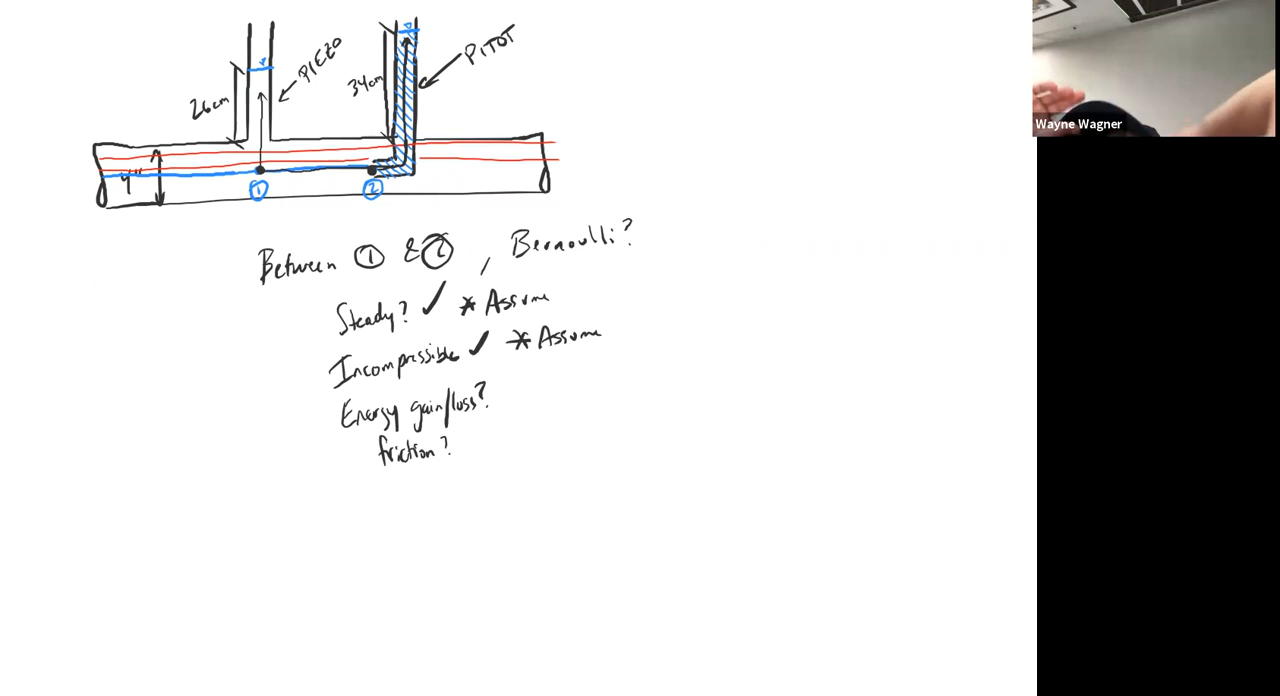 26cm
PIEZO
34cm
PITOT
4"
① ②
Between ① & ②, Bernoulli?
Steady? ✓ * Assume
Incompressible ✓ * Assume
Energy gain/loss?
friction?
Wayne Wagner